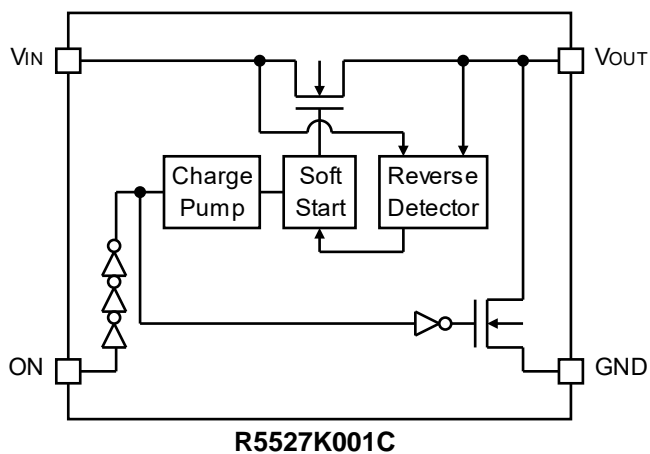 VIN
VOUT
Charge
Pump
Soft
Start
Reverse
Detector
ON
GND
R5527K001C